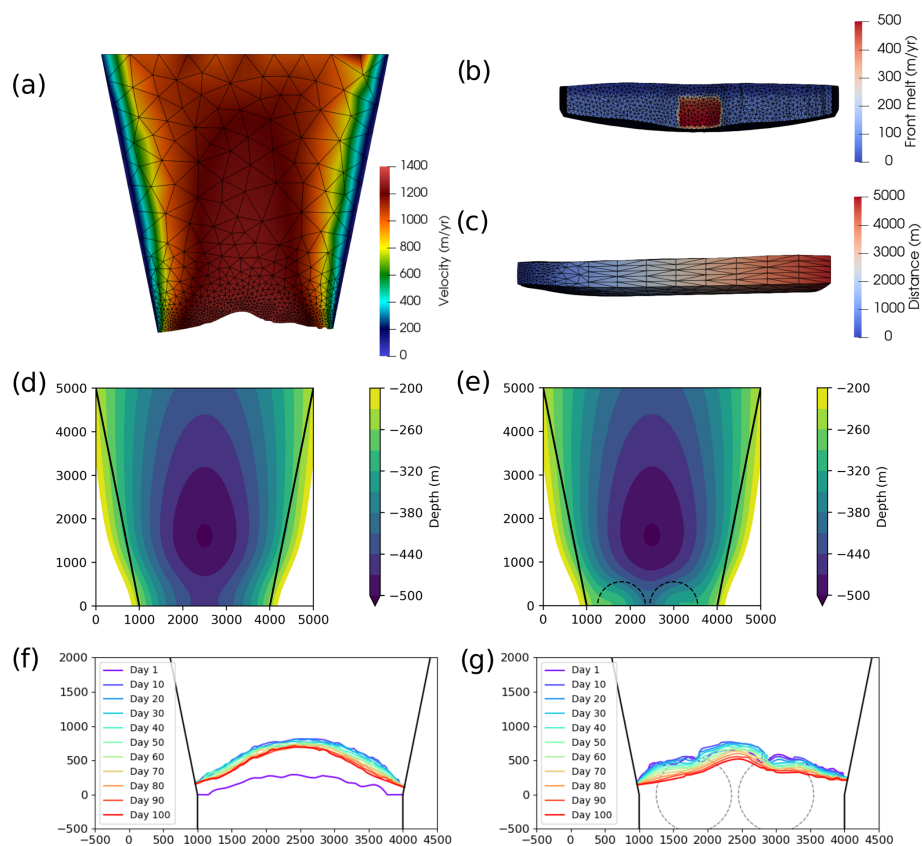 (a)
1400
1200
1000
800
600
400
200
0
Velocity (m/yr)
(b)
500
400
300
200
100
0
Front melt (m/yr)
(c)
5000
4000
3000
2000
1000
0
Distance (m)
(d)
5000
4000
3000
2000
1000
0
0 1000 2000 3000 4000 5000
−200
−260
−320
−380
−440
−500
Depth (m)
(e)
5000
4000
3000
2000
1000
0
0 1000 2000 3000 4000 5000
−200
−260
−320
−380
−440
−500
Depth (m)
(f)
2000
1500
1000
500
0
−500
−500 0 500 1000 1500 2000 2500 3000 3500 4000 4500
Day 1
Day 10
Day 20
Day 30
Day 40
Day 50
Day 60
Day 70
Day 80
Day 90
Day 100
(g)
2000
1500
1000
500
0
−500
−500 0 500 1000 1500 2000 2500 3000 3500 4000 4500
Day 1
Day 10
Day 20
Day 30
Day 40
Day 50
Day 60
Day 70
Day 80
Day 90
Day 100